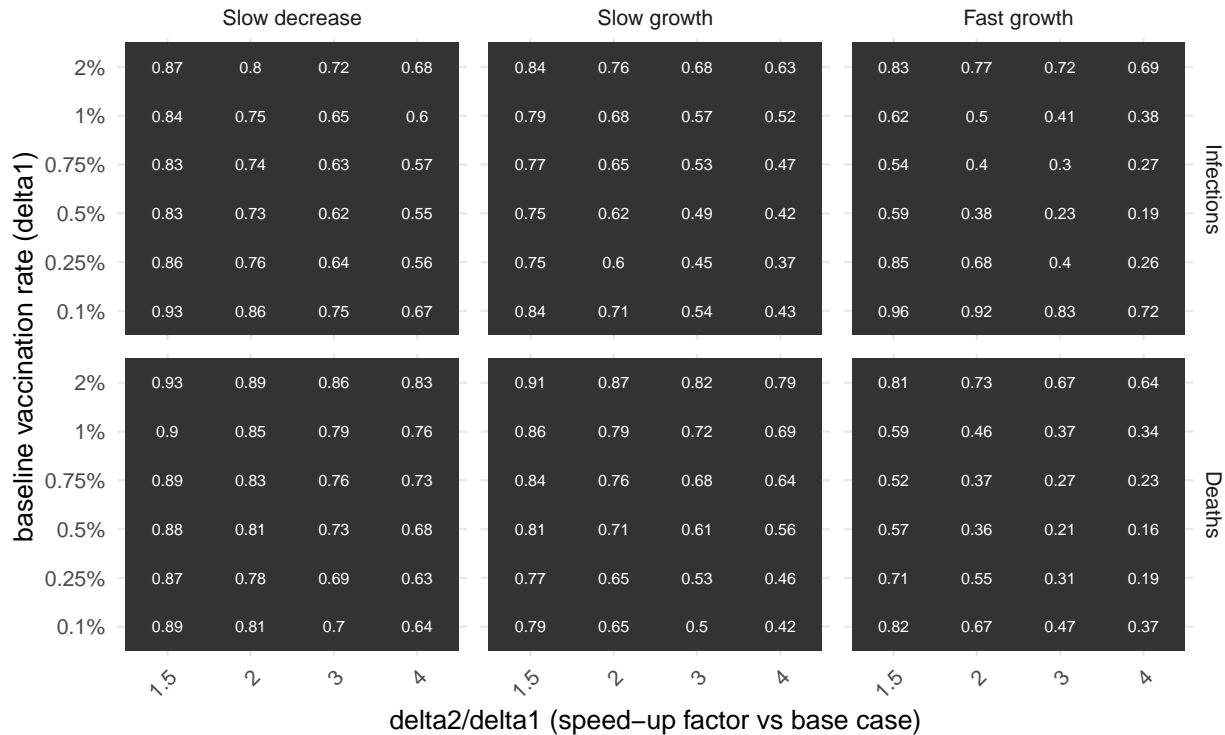 Slow decrease Slow growth Fast growth
2% 0.87 0.8 0.72 0.68 0.84 0.76 0.68 0.63 0.83 0.77 0.72 0.69
1% 0.84 0.75 0.65 0.6 0.79 0.68 0.57 0.52 0.62 0.5 0.41 0.38
0.75% 0.83 0.74 0.63 0.57 0.77 0.65 0.53 0.47 0.54 0.4 0.3 0.27
0.5% 0.83 0.73 0.62 0.55 0.75 0.62 0.49 0.42 0.59 0.38 0.23 0.19
0.25% 0.86 0.76 0.64 0.56 0.75 0.6 0.45 0.37 0.85 0.68 0.4 0.26
0.1% 0.93 0.86 0.75 0.67 0.84 0.71 0.54 0.43 0.96 0.92 0.83 0.72
Infections
2% 0.93 0.89 0.86 0.83 0.91 0.87 0.82 0.79 0.81 0.73 0.67 0.64
1% 0.9 0.85 0.79 0.76 0.86 0.79 0.72 0.69 0.59 0.46 0.37 0.34
0.75% 0.89 0.83 0.76 0.73 0.84 0.76 0.68 0.64 0.52 0.37 0.27 0.23
0.5% 0.88 0.81 0.73 0.68 0.81 0.71 0.61 0.56 0.57 0.36 0.21 0.16
0.25% 0.87 0.78 0.69 0.63 0.77 0.65 0.53 0.46 0.71 0.55 0.31 0.19
0.1% 0.89 0.81 0.7 0.64 0.79 0.65 0.5 0.42 0.82 0.67 0.47 0.37
Deaths
1.5 2 3 4 1.5 2 3 4 1.5 2 3 4
delta2/delta1 (speed−up factor vs base case)
baseline vaccination rate (delta1)